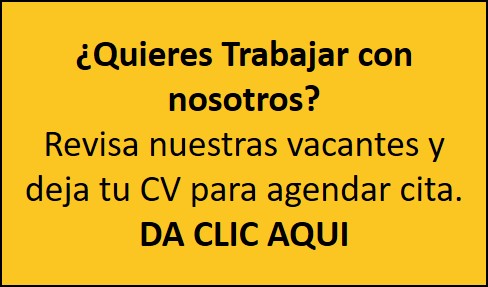 ¿Quieres Trabajar con
nosotros?
Revisa nuestras vacantes y
deja tu CV para agendar cita.
DA CLIC AQUI